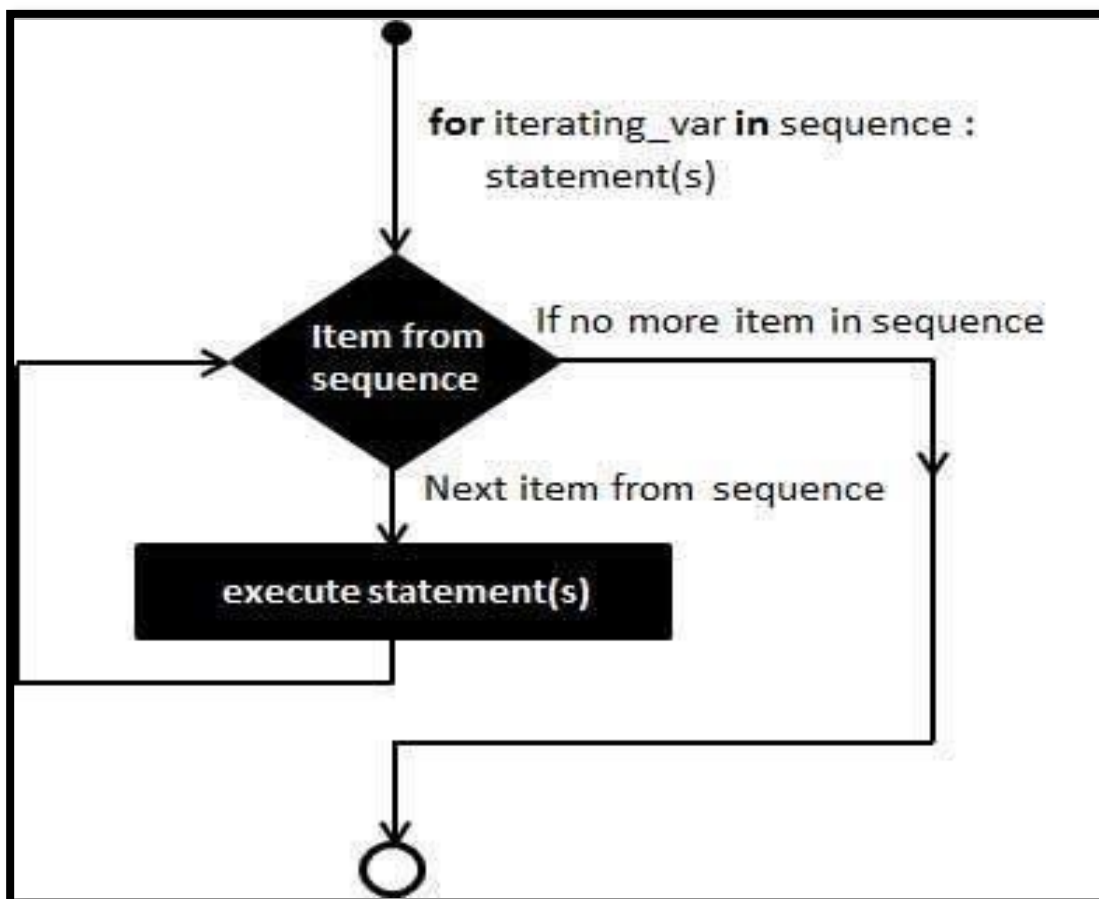 for iterating_var in sequence :
statement(s)
If no more item in sequence
Item from
sequence
Next item from sequence
execute statement(s)